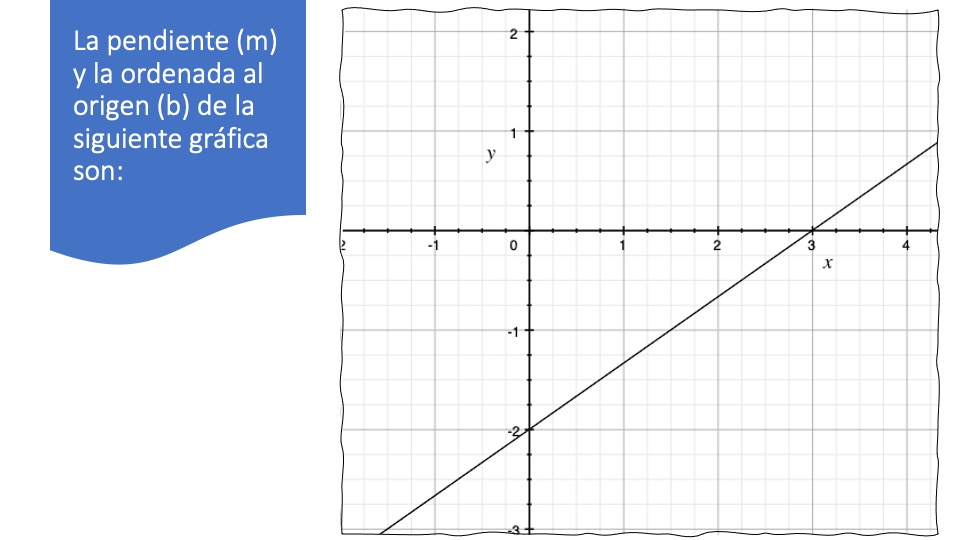 La pendiente (m)
y la ordenada al
origen (b) de la
siguiente gráfica
son:
2
1
y
2 -1 0 1 2 3 4
x
-1
-2
-3